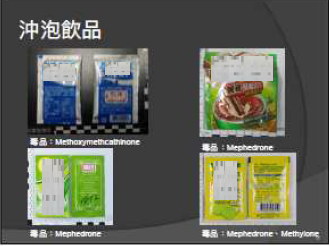 沖泡飲品
毒品：Methoxymethcathinone
毒品：Mephedrone
毒品：Mephedrone
毒品：Mephedrone、Methylone